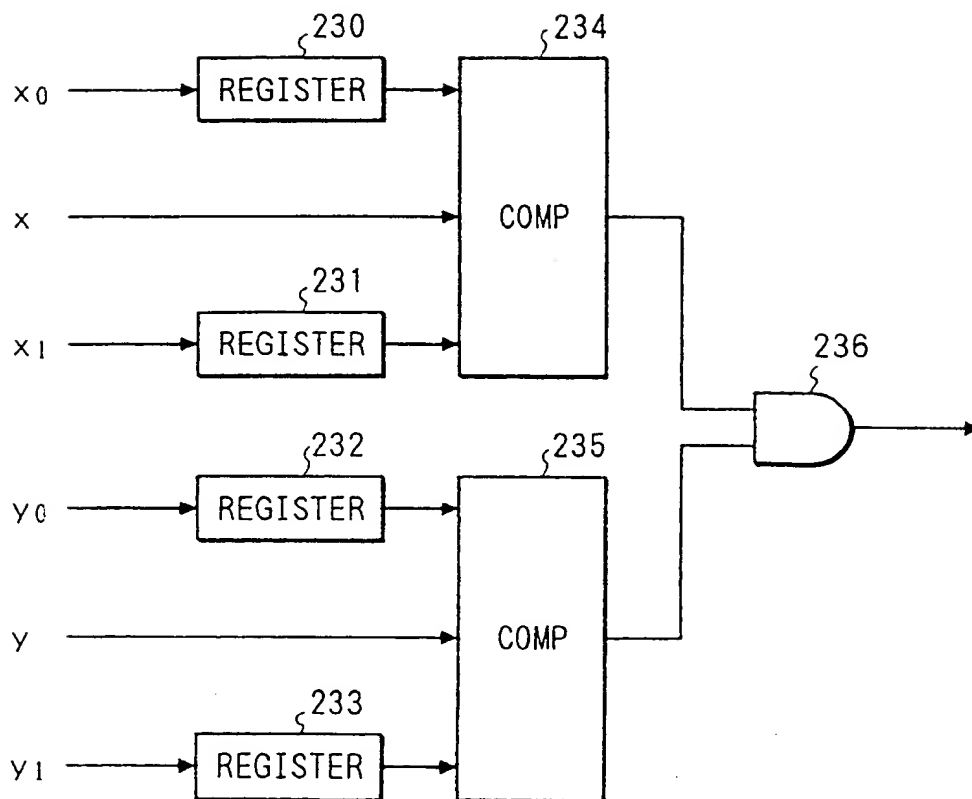 230
234
x0
REGISTER
x
COMP
231
x1
REGISTER
236
232
235
y0
REGISTER
y
COMP
233
y1
REGISTER